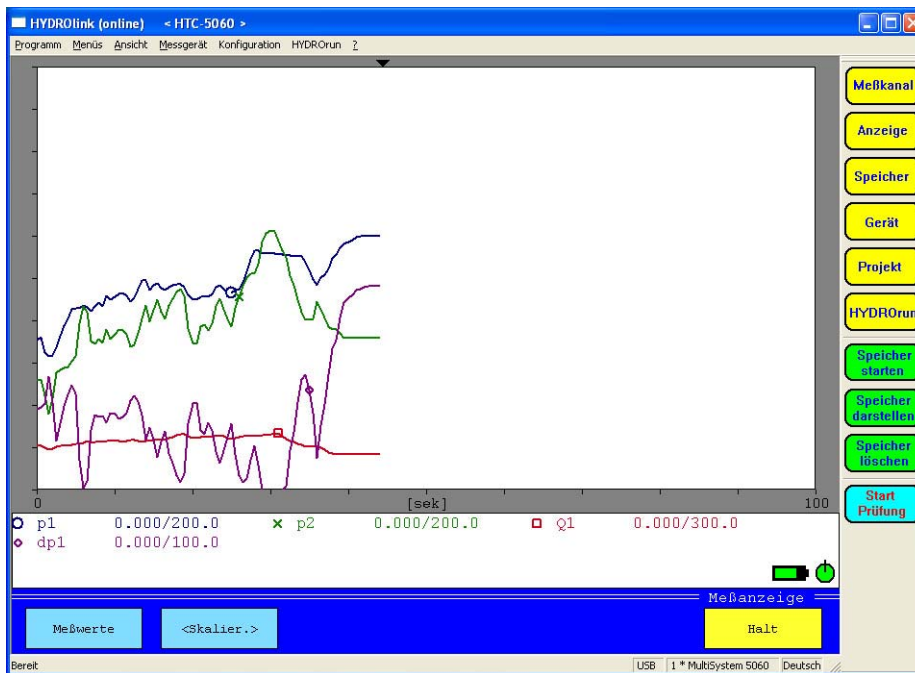 HYDROlink (online) < HTC-5060 >
Programm Menüs Ansicht Messgerät Konfiguration HYDROrun ?
Meßkanal
Anzeige
Speicher
Gerät
Projekt
HYDROrun
Speicher
starten
Speicher
darstellen
Speicher
löschen
Start
Prüfung
0 [sek] 100
p1 0.000/200.0 p2 0.000/200.0 Q1 0.000/300.0
dp1 0.000/100.0
Meßanzeige
Meßwerte <Skalier.> Halt
Bereit USB 1 * MultiSystem 5060 Deutsch